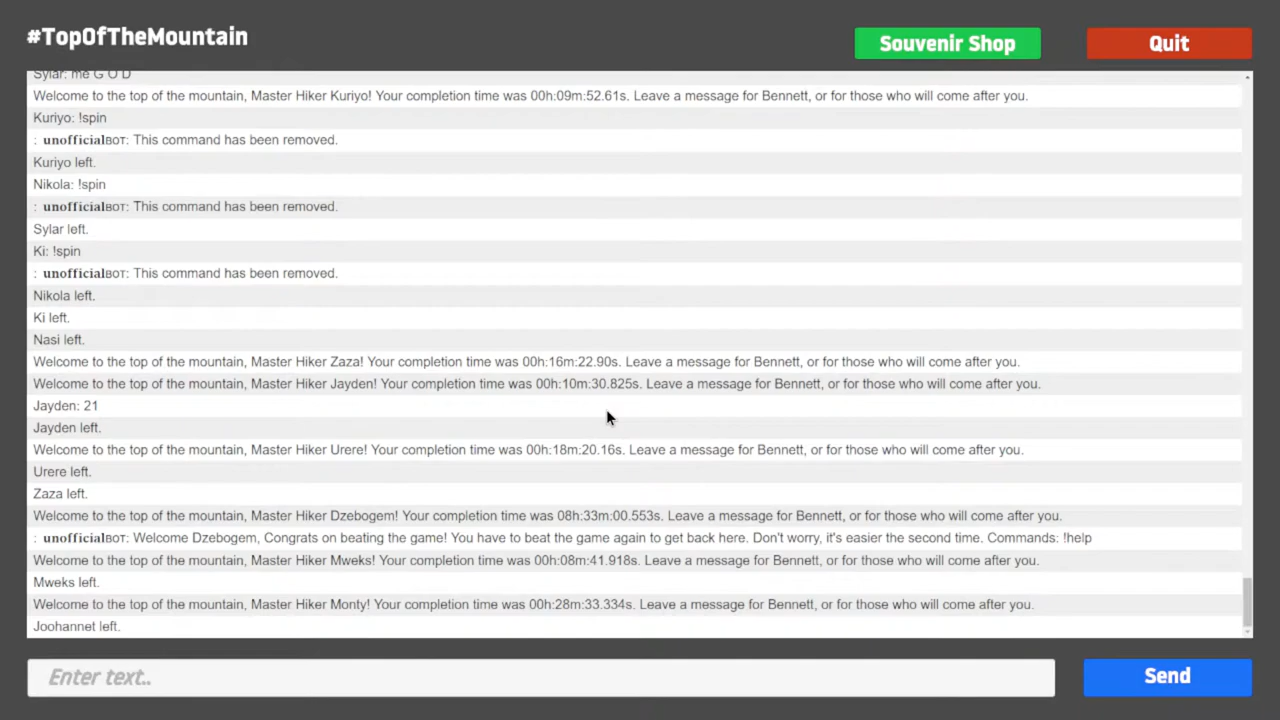 #TopOfTheMountain
Souvenir Shop
Quit
Sylar: me G O D
Welcome to the top of the mountain, Master Hiker Kuriyo! Your completion time was 00h:09m:52.61s. Leave a message for Bennett, or for those who will come after you.
Kuriyo: !spin
: unofficialBOT: This command has been removed.
Kuriyo left.
Nikola: !spin
: unofficialBOT: This command has been removed.
Sylar left.
Ki: !spin
: unofficialBOT: This command has been removed.
Nikola left.
Ki left.
Nasi left.
Welcome to the top of the mountain, Master Hiker Zaza! Your completion time was 00h:16m:22.90s. Leave a message for Bennett, or for those who will come after you.
Welcome to the top of the mountain, Master Hiker Jayden! Your completion time was 00h:10m:30.825s. Leave a message for Bennett, or for those who will come after you.
Jayden: 21
Jayden left.
Welcome to the top of the mountain, Master Hiker Urere! Your completion time was 00h:18m:20.16s. Leave a message for Bennett, or for those who will come after you.
Urere left.
Zaza left.
Welcome to the top of the mountain, Master Hiker Dzebogem! Your completion time was 08h:33m:00.553s. Leave a message for Bennett, or for those who will come after you.
: unofficialBOT: Welcome Dzebogem, Congrats on beating the game! You have to beat the game again to get back here. Don't worry, it's easier the second time. Commands: !help
Welcome to the top of the mountain, Master Hiker Mweks! Your completion time was 00h:08m:41.918s. Leave a message for Bennett, or for those who will come after you.
Mweks left.
Welcome to the top of the mountain, Master Hiker Monty! Your completion time was 00h:28m:33.334s. Leave a message for Bennett, or for those who will come after you.
Joohannet left.
Enter text..
Send